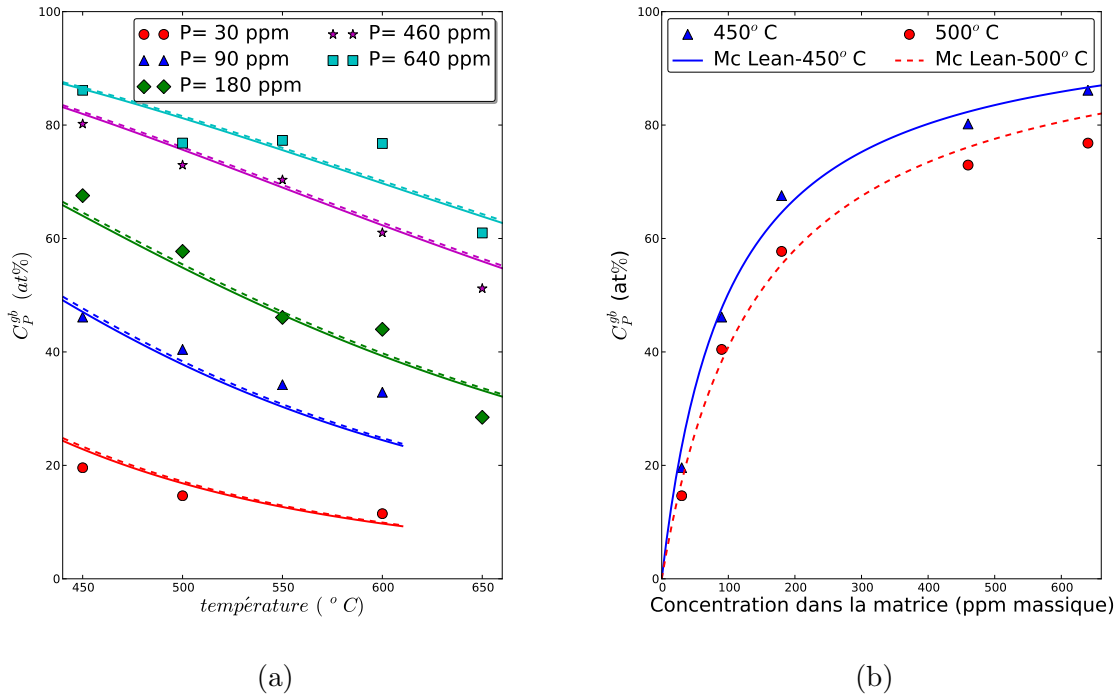 P= 30 ppm
P= 90 ppm
P= 180 ppm
P= 460 ppm
P= 640 ppm
100
80
60
40
20
0
450
500
550
600
650
C_P^{gb} (at%)
température ( ° C)
(a)
450° C
Mc Lean-450° C
500° C
Mc Lean-500° C
100
80
60
40
20
0
0
100
200
300
400
500
600
C_P^{gb} (at%)
Concentration dans la matrice (ppm massique)
(b)